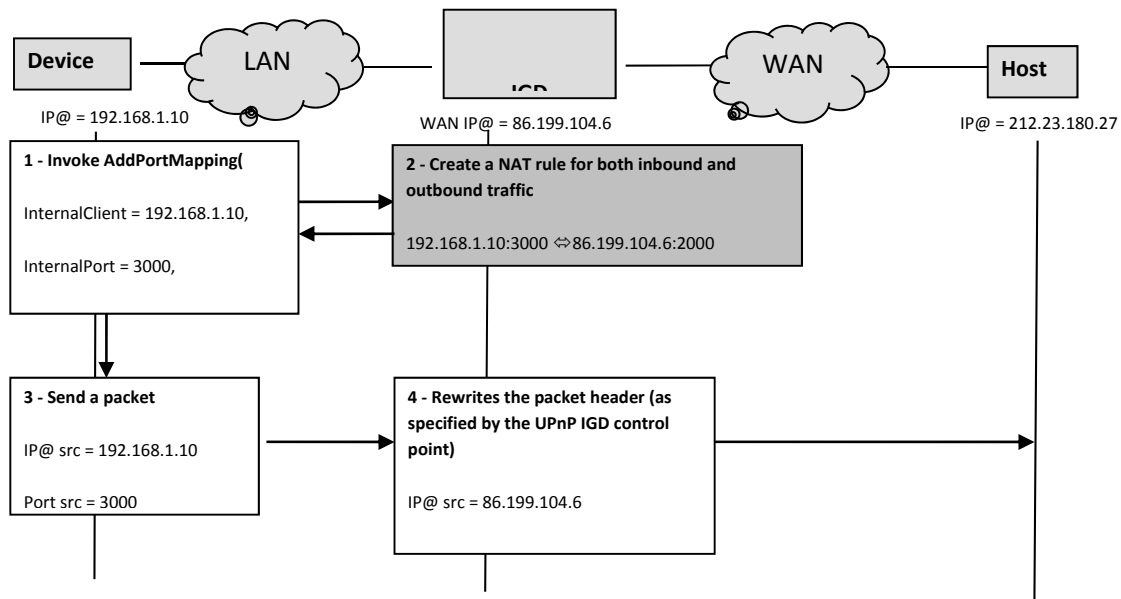 Device
LAN
IGD
WAN
Host
IP@ = 192.168.1.10
WAN IP@ = 86.199.104.6
IP@ = 212.23.180.27
1 - Invoke AddPortMapping(
InternalClient = 192.168.1.10,
InternalPort = 3000,
2 - Create a NAT rule for both inbound and
outbound traffic
192.168.1.10:3000 ⇔86.199.104.6:2000
3 - Send a packet
IP@ src = 192.168.1.10
Port src = 3000
4 - Rewrites the packet header (as
specified by the UPnP IGD control
point)
IP@ src = 86.199.104.6